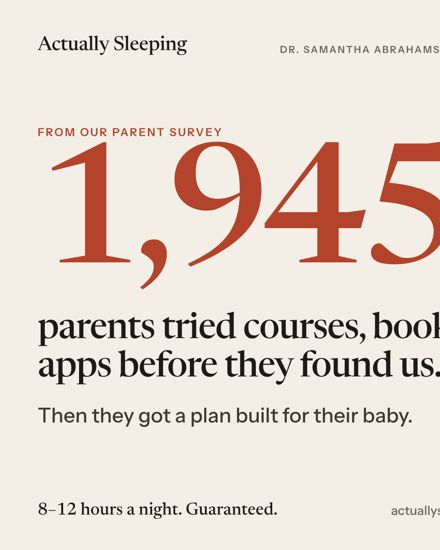 Actually Sleeping
DR. SAMANTHA ABRAHAMS
FROM OUR PARENT SURVEY
1,945
parents tried courses, book
apps before they found us.
Then they got a plan built for their baby.
8–12 hours a night. Guaranteed.
actuallys